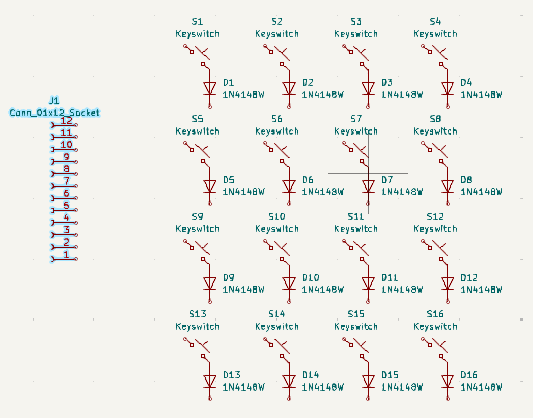 S1 S2 S3 S4
Keyswitch Keyswitch Keyswitch Keyswitch
D1 D2 D3 D4
1N4148W 1N4148W 1N4148W 1N4148W
J1
Conn_01x12_Socket
12
11
10
9
8
7
6
5
4
3
2
1
S5 S6 S7 S8
Keyswitch Keyswitch Keyswitch Keyswitch
D5 D6 D7 D8
1N4148W 1N4148W 1N4148W 1N4148W
S9 S10 S11 S12
Keyswitch Keyswitch Keyswitch Keyswitch
D9 D10 D11 D12
1N4148W 1N4148W 1N4148W 1N4148W
S13 S14 S15 S16
Keyswitch Keyswitch Keyswitch Keyswitch
D13 D14 D15 D16
1N4148W 1N4148W 1N4148W 1N4148W